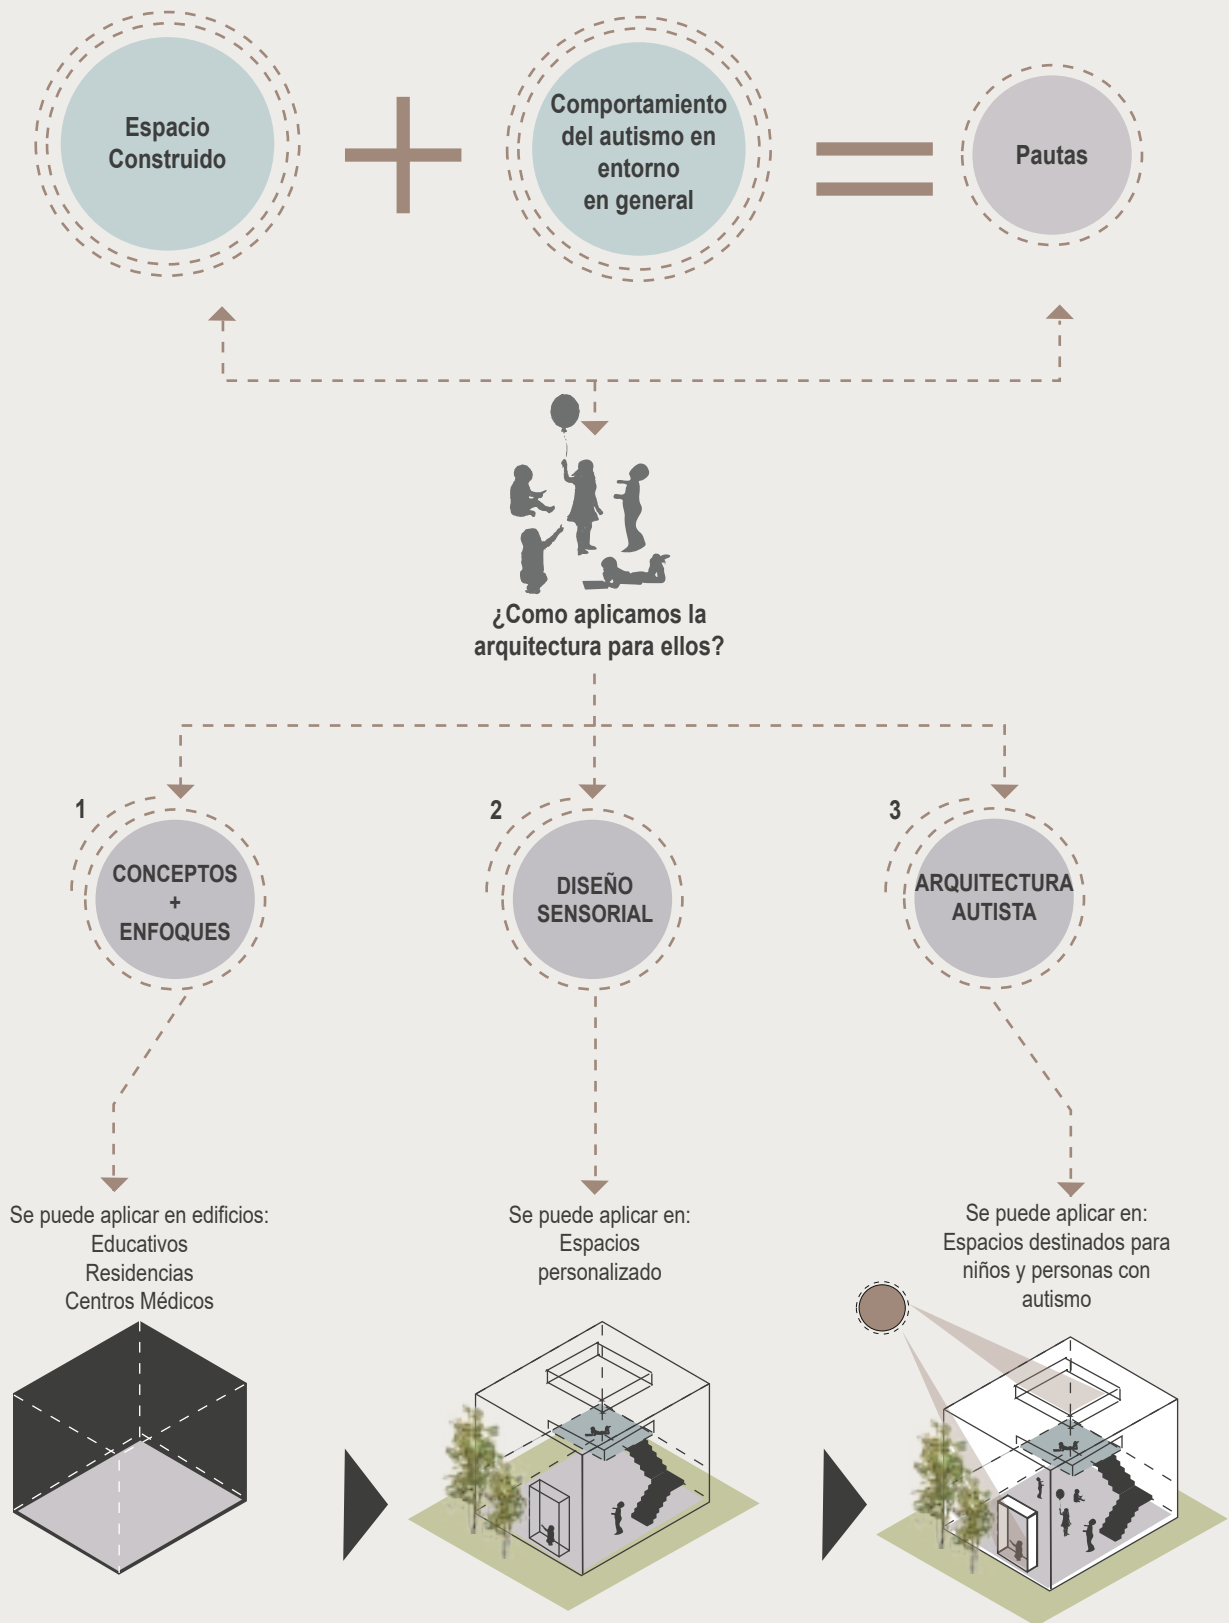 Espacio
Construido
Comportamiento
del autismo en
entorno
en general
Pautas
¿Como aplicamos la
arquitectura para ellos?
1
CONCEPTOS
+
ENFOQUES
2
DISEÑO
SENSORIAL
3
ARQUITECTURA
AUTISTA
Se puede aplicar en edificios:
Educativos
Residencias
Centros Médicos
Se puede aplicar en:
Espacios
personalizado
Se puede aplicar en:
Espacios destinados para
niños y personas con
autismo